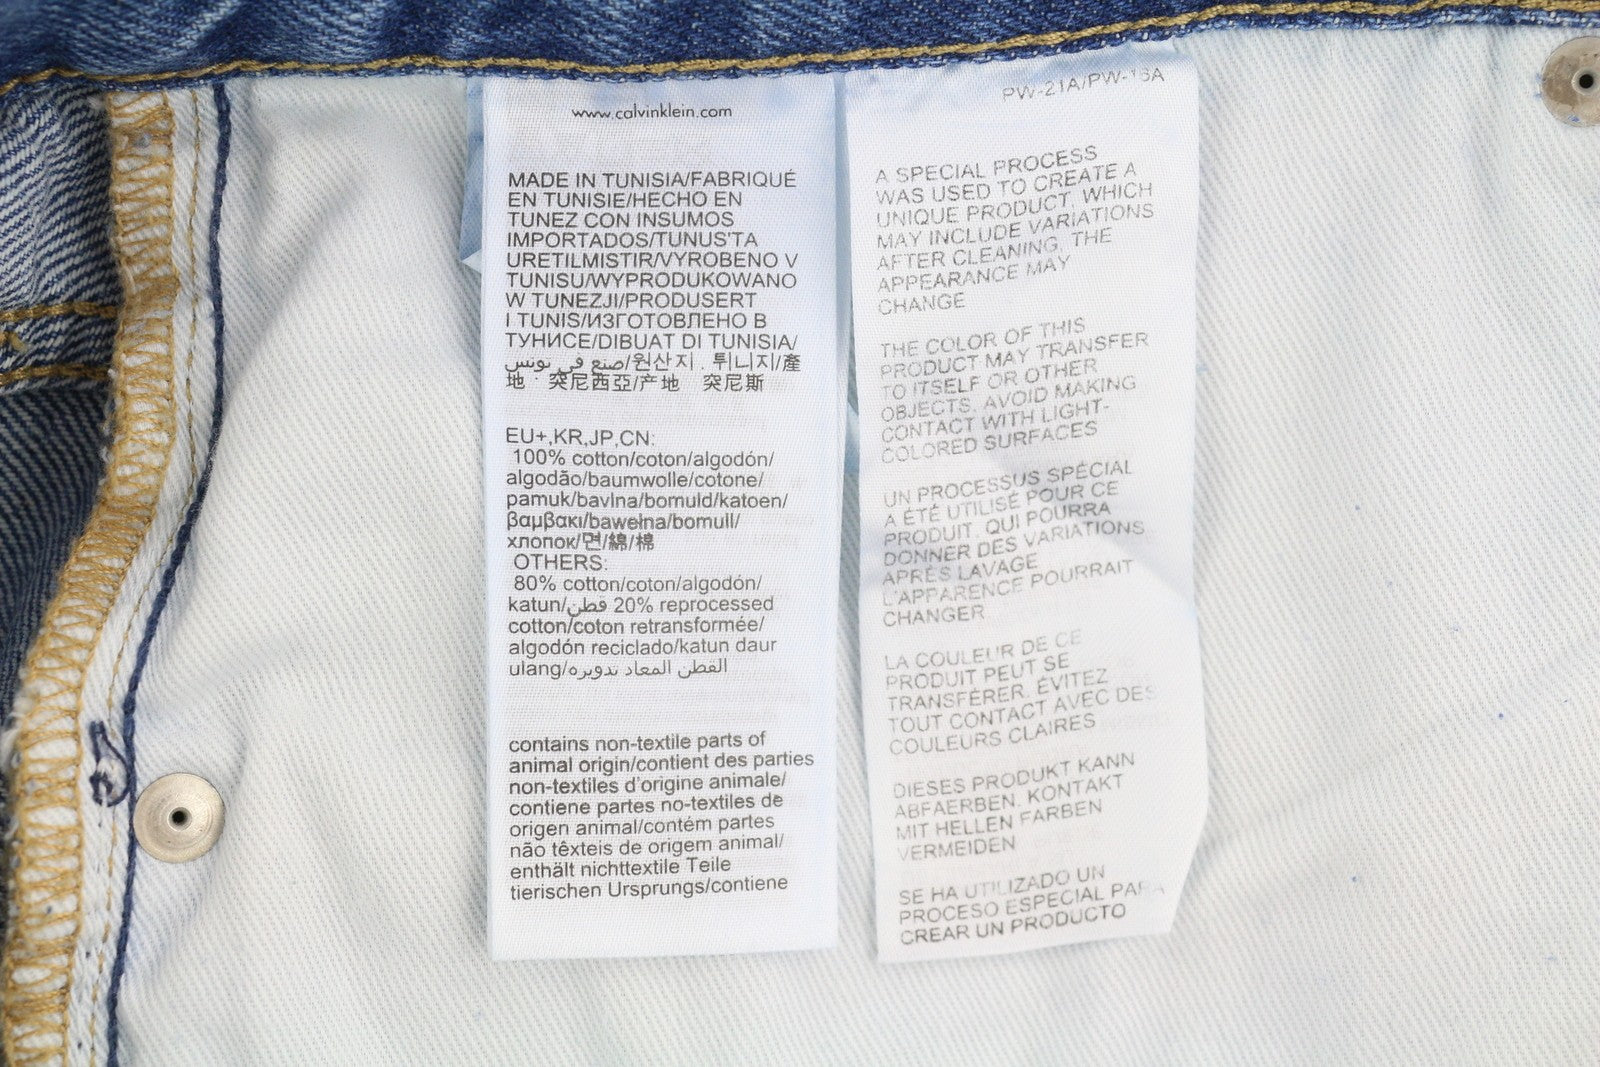 www.calvinklein.com
MADE IN TUNISIA/FABRIQUÉ
EN TUNISIE/HECHO EN
TUNEZ CON INSUMOS
IMPORTADOS/TUNUS'TA
URETILMISTIR/VYROBENO V
TUNISU/WYPRODUKOWANO
W TUNEZJI/PRODUSERT
I TUNIS/ИЗГОТОВЛЕНО В
ТУНИСЕ/DIBUAT DI TUNISIA/
صنع في تونس/원산지 . 튀니지/產
地 : 突尼西亞/产地 突尼斯
EU+,KR,JP,CN:
100% cotton/coton/algodón/
algodão/baumwolle/cotone/
pamuk/bavlna/bomuld/katoen/
βαμβακι/bawełna/bomull/
хлопок/면/綿/棉
OTHERS:
80% cotton/coton/algodón/
katun/قطن 20% reprocessed
cotton/coton retransformée/
algodón reciclado/katun daur
ulang/القطن المعاد تدويره
contains non-textile parts of
animal origin/contient des parties
non-textiles d'origine animale/
contiene partes no-textiles de
origen animal/contém partes
não têxteis de origem animal/
enthält nichttextile Teile
tierischen Ursprungs/contiene
PW-21A/PW-16A
A SPECIAL PROCESS
WAS USED TO CREATE A
UNIQUE PRODUCT, WHICH
MAY INCLUDE VARIATIONS
AFTER CLEANING, THE
APPEARANCE MAY
CHANGE
THE COLOR OF THIS
PRODUCT MAY TRANSFER
TO ITSELF OR OTHER
OBJECTS. AVOID MAKING
CONTACT WITH LIGHT-
COLORED SURFACES
UN PROCESSUS SPÉCIAL
A ÉTÉ UTILISÉ POUR CE
PRODUIT, QUI POURRA
DONNER DES VARIATIONS
APRÈS LAVAGE
L'APPARENCE POURRAIT
CHANGER
LA COULEUR DE CE
PRODUIT PEUT SE
TRANSFÉRER. ÉVITEZ
TOUT CONTACT AVEC DES
COULEURS CLAIRES
DIESES PRODUKT KANN
ABFAERBEN. KONTAKT
MIT HELLEN FARBEN
VERMEIDEN
SE HA UTILIZADO UN
PROCESO ESPECIAL PARA
CREAR UN PRODUCTO